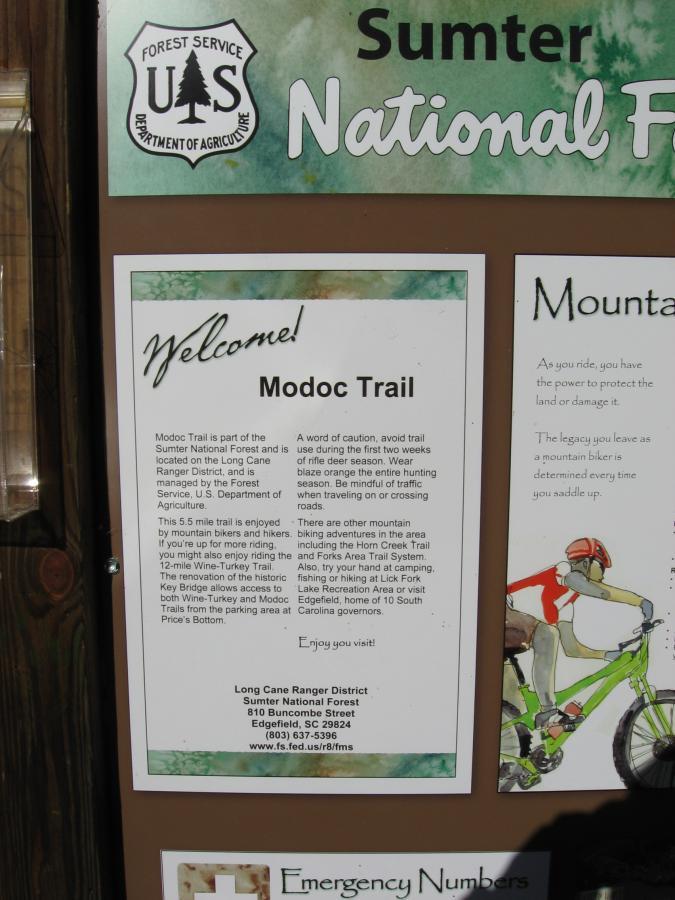 FOREST SERVICE
US
DEPARTMENT OF AGRICULTURE
Sumter
National F
Welcome!
Modoc Trail
Modoc Trail is part of the
Sumter National Forest and is
located on the Long Cane
Ranger District, and is
managed by the Forest
Service, U.S. Department of
Agriculture.
This 5.5 mile trail is enjoyed
by mountain bikers and hikers.
If you're up for more riding,
you might also enjoy riding the
12-mile Wine-Turkey Trail.
The renovation of the historic
Key Bridge allows access to
both Wine-Turkey and Modoc
Trails from the parking area at
Price's Bottom.
A word of caution, avoid trail
use during the first two weeks
of rifle deer season. Wear
blaze orange the entire hunting
season. Be mindful of traffic
when traveling on or crossing
roads.
There are other mountain
biking adventures in the area
including the Horn Creek Trail
and Forks Area Trail System.
Also, try your hand at camping,
fishing or hiking at Lick Fork
Lake Recreation Area or visit
Edgefield, home of 10 South
Carolina governors.
Enjoy you visit!
Long Cane Ranger District
Sumter National Forest
810 Buncombe Street
Edgefield, SC 29824
(803) 637-5396
www.fs.fed.us/r8/fms
Mounta
As you ride, you have
the power to protect the
land or damage it.
The legacy you leave as
a mountain biker is
determined every time
you saddle up.
Emergency Numbers